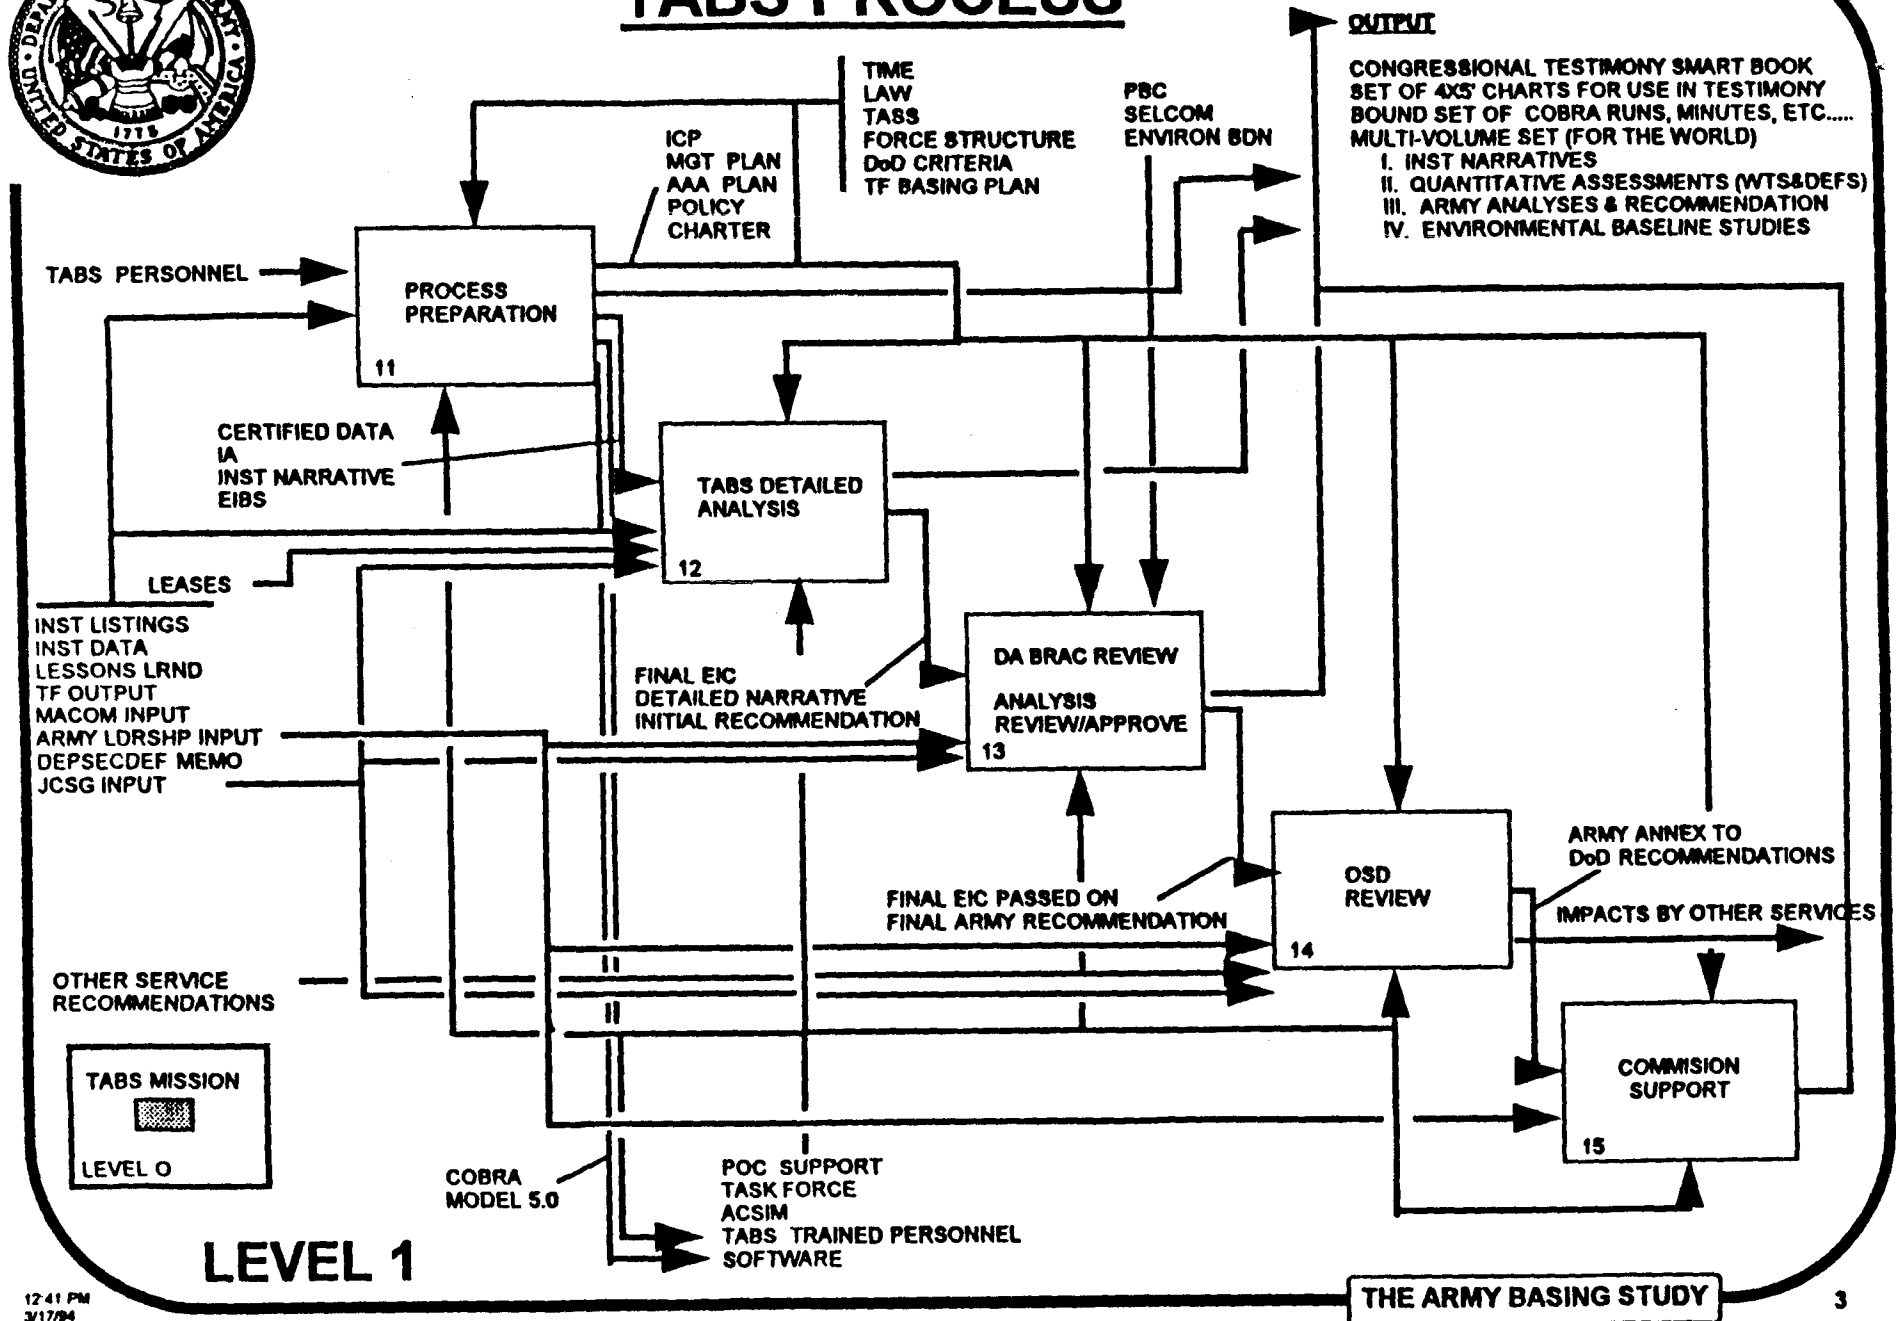 TABS PROCESS
UNITED STATES OF AMERICA
1775
OUTPUT
CONGRESSIONAL TESTIMONY SMART BOOK
SET OF 4X5' CHARTS FOR USE IN TESTIMONY
BOUND SET OF COBRA RUNS, MINUTES, ETC.....
MULTI-VOLUME SET (FOR THE WORLD)
I. INST NARRATIVES
II. QUANTITATIVE ASSESSMENTS (WTS&DEFS)
III. ARMY ANALYSES & RECOMMENDATION
IV. ENVIRONMENTAL BASELINE STUDIES
TIME
LAW
TASS
FORCE STRUCTURE
DoD CRITERIA
TF BASING PLAN
PBC
SELCOM
ENVIRON BDN
ICP
MGT PLAN
AAA PLAN
POLICY
CHARTER
TABS PERSONNEL
PROCESS
PREPARATION
11
CERTIFIED DATA
IA
INST NARRATIVE
EIBS
TABS DETAILED
ANALYSIS
12
LEASES
INST LISTINGS
INST DATA
LESSONS LRND
TF OUTPUT
MACOM INPUT
ARMY LDRSHP INPUT
DEPSECDEF MEMO
JCSG INPUT
FINAL EIC
DETAILED NARRATIVE
INITIAL RECOMMENDATION
DA BRAC REVIEW
ANALYSIS
REVIEW/APPROVE
13
FINAL EIC PASSED ON
FINAL ARMY RECOMMENDATION
OSD
REVIEW
14
ARMY ANNEX TO
DoD RECOMMENDATIONS
IMPACTS BY OTHER SERVICES
OTHER SERVICE
RECOMMENDATIONS
COMMISION
SUPPORT
15
TABS MISSION
LEVEL O
COBRA
MODEL 5.0
POC SUPPORT
TASK FORCE
ACSIM
TABS TRAINED PERSONNEL
SOFTWARE
LEVEL 1
12:41 PM
3/17/94
THE ARMY BASING STUDY
3